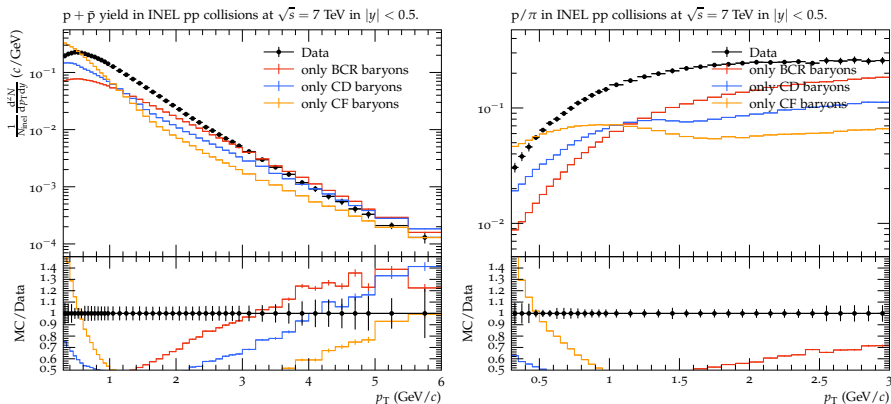 p + p̄ yield in INEL pp collisions at √s = 7 TeV in |y| < 0.5.
1/N_inel d²N/dp_T dy (c/GeV)
10⁻¹
10⁻²
10⁻³
10⁻⁴
Data
only BCR baryons
only CD baryons
only CF baryons
MC/Data
1.4
1.3
1.2
1.1
1
0.9
0.8
0.7
0.6
0.5
1 2 3 4 5 6
p_T (GeV/c)
p/π in INEL pp collisions at √s = 7 TeV in |y| < 0.5.
10⁻¹
10⁻²
Data
only BCR baryons
only CD baryons
only CF baryons
MC/Data
1.4
1.3
1.2
1.1
1
0.9
0.8
0.7
0.6
0.5
0.5 1 1.5 2 2.5 3
p_T (GeV/c)